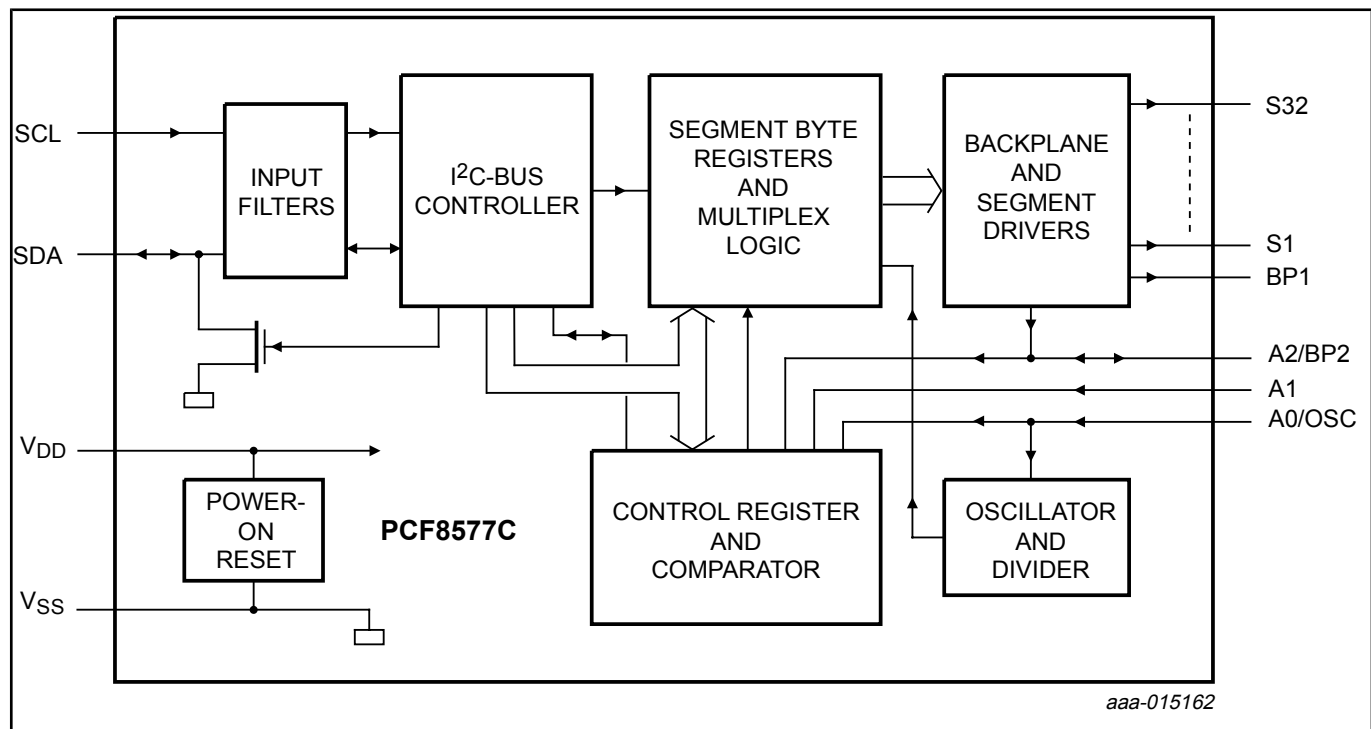 SCL
SDA
VDD
VSS
INPUT
FILTERS
I2C-BUS
CONTROLLER
SEGMENT BYTE
REGISTERS
AND
MULTIPLEX
LOGIC
BACKPLANE
AND
SEGMENT
DRIVERS
S32
S1
BP1
A2/BP2
A1
A0/OSC
POWER-
ON
RESET
PCF8577C
CONTROL REGISTER
AND
COMPARATOR
OSCILLATOR
AND
DIVIDER
aaa-015162